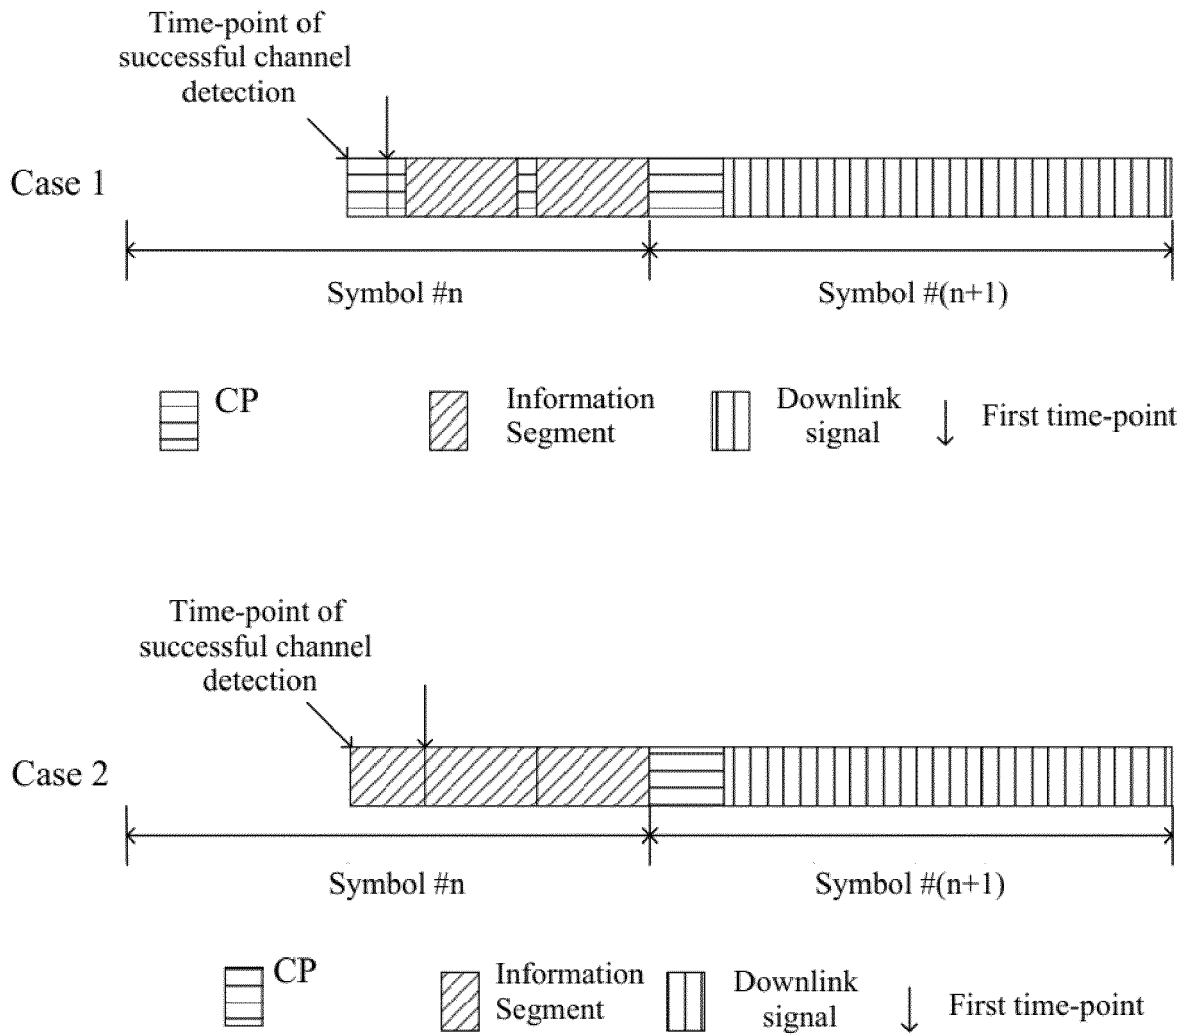 Time-point of
successful channel
detection
Case 1
Symbol #n
Symbol #(n+1)
CP
Information
Segment
Downlink
signal
First time-point
Time-point of
successful channel
detection
Case 2
Symbol #n
Symbol #(n+1)
CP
Information
Segment
Downlink
signal
First time-point